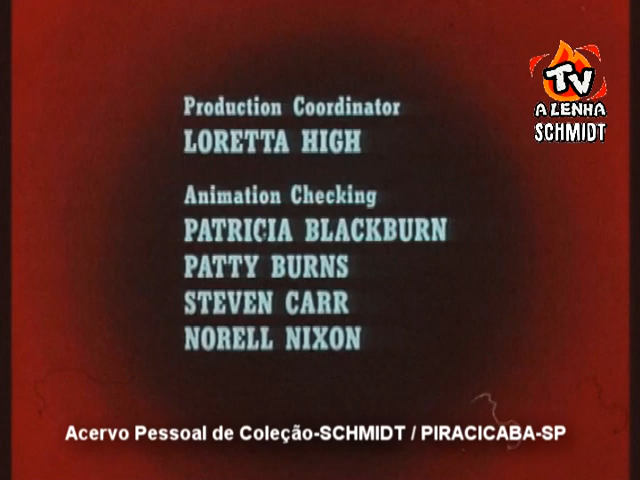 Production Coordinator
LORETTA HIGH
Animation Checking
PATRICIA BLACKBURN
PATTY BURNS
STEVEN CARR
NORELL NIXON
TV
A LENHA
SCHMIDT
Acervo Pessoal de Coleção-SCHMIDT / PIRACICABA-SP